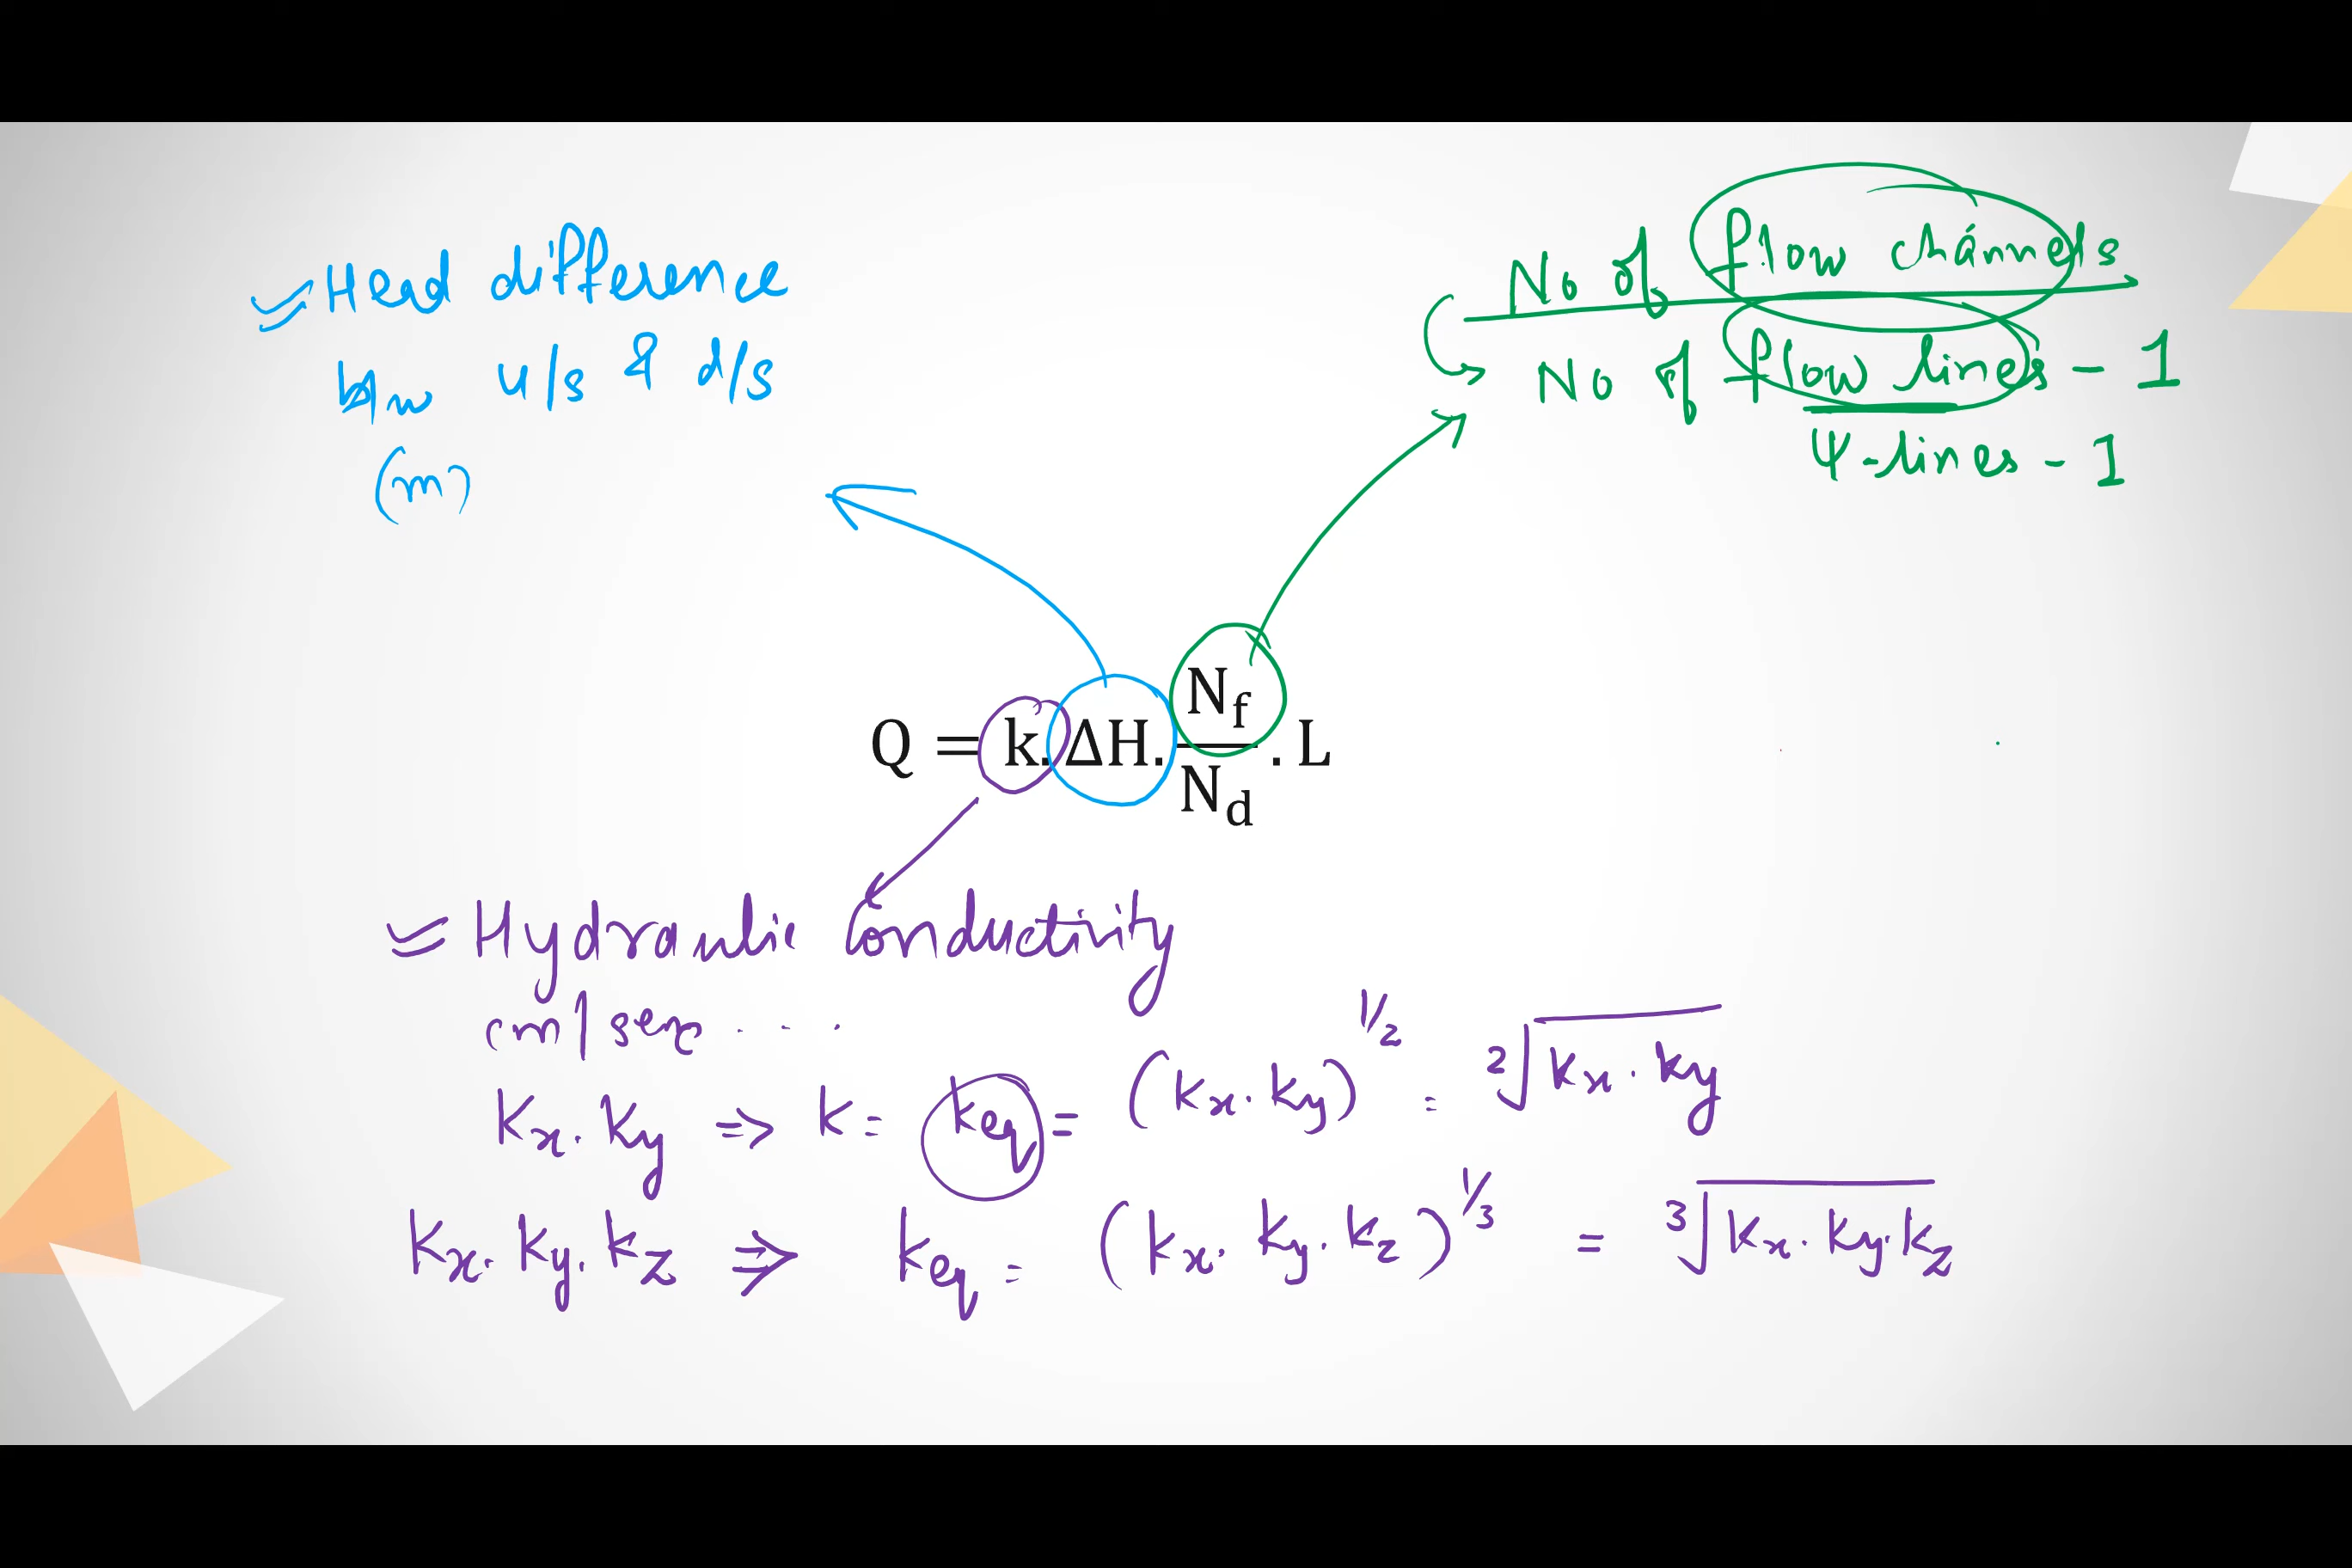 Head difference
b/w u/s & d/s
(m)
No of flow channels
No of flow lines - 1
Ψ-lines - 1
Q = k.ΔH.N_f/N_d.L
Hydraulic Conductivity
cm/sec ....
Kx. Ky => K = keq = (kx. ky)^1/2 = ²√kx. ky
Kx. Ky. Kz => keq = (kx. ky. kz)^1/3 = ³√kx. ky. kz